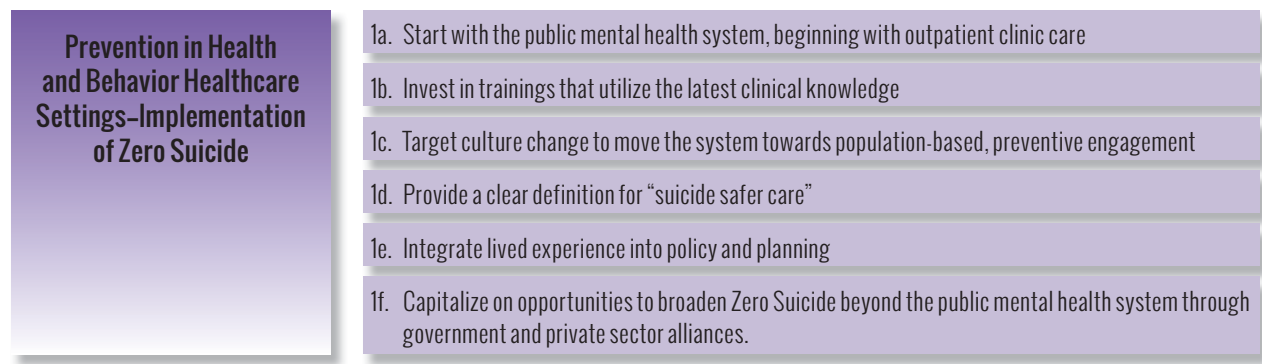 Prevention in Health
and Behavior Healthcare
Settings–Implementation
of Zero Suicide
1a. Start with the public mental health system, beginning with outpatient clinic care
1b. Invest in trainings that utilize the latest clinical knowledge
1c. Target culture change to move the system towards population-based, preventive engagement
1d. Provide a clear definition for “suicide safer care”
1e. Integrate lived experience into policy and planning
1f. Capitalize on opportunities to broaden Zero Suicide beyond the public mental health system through
government and private sector alliances.